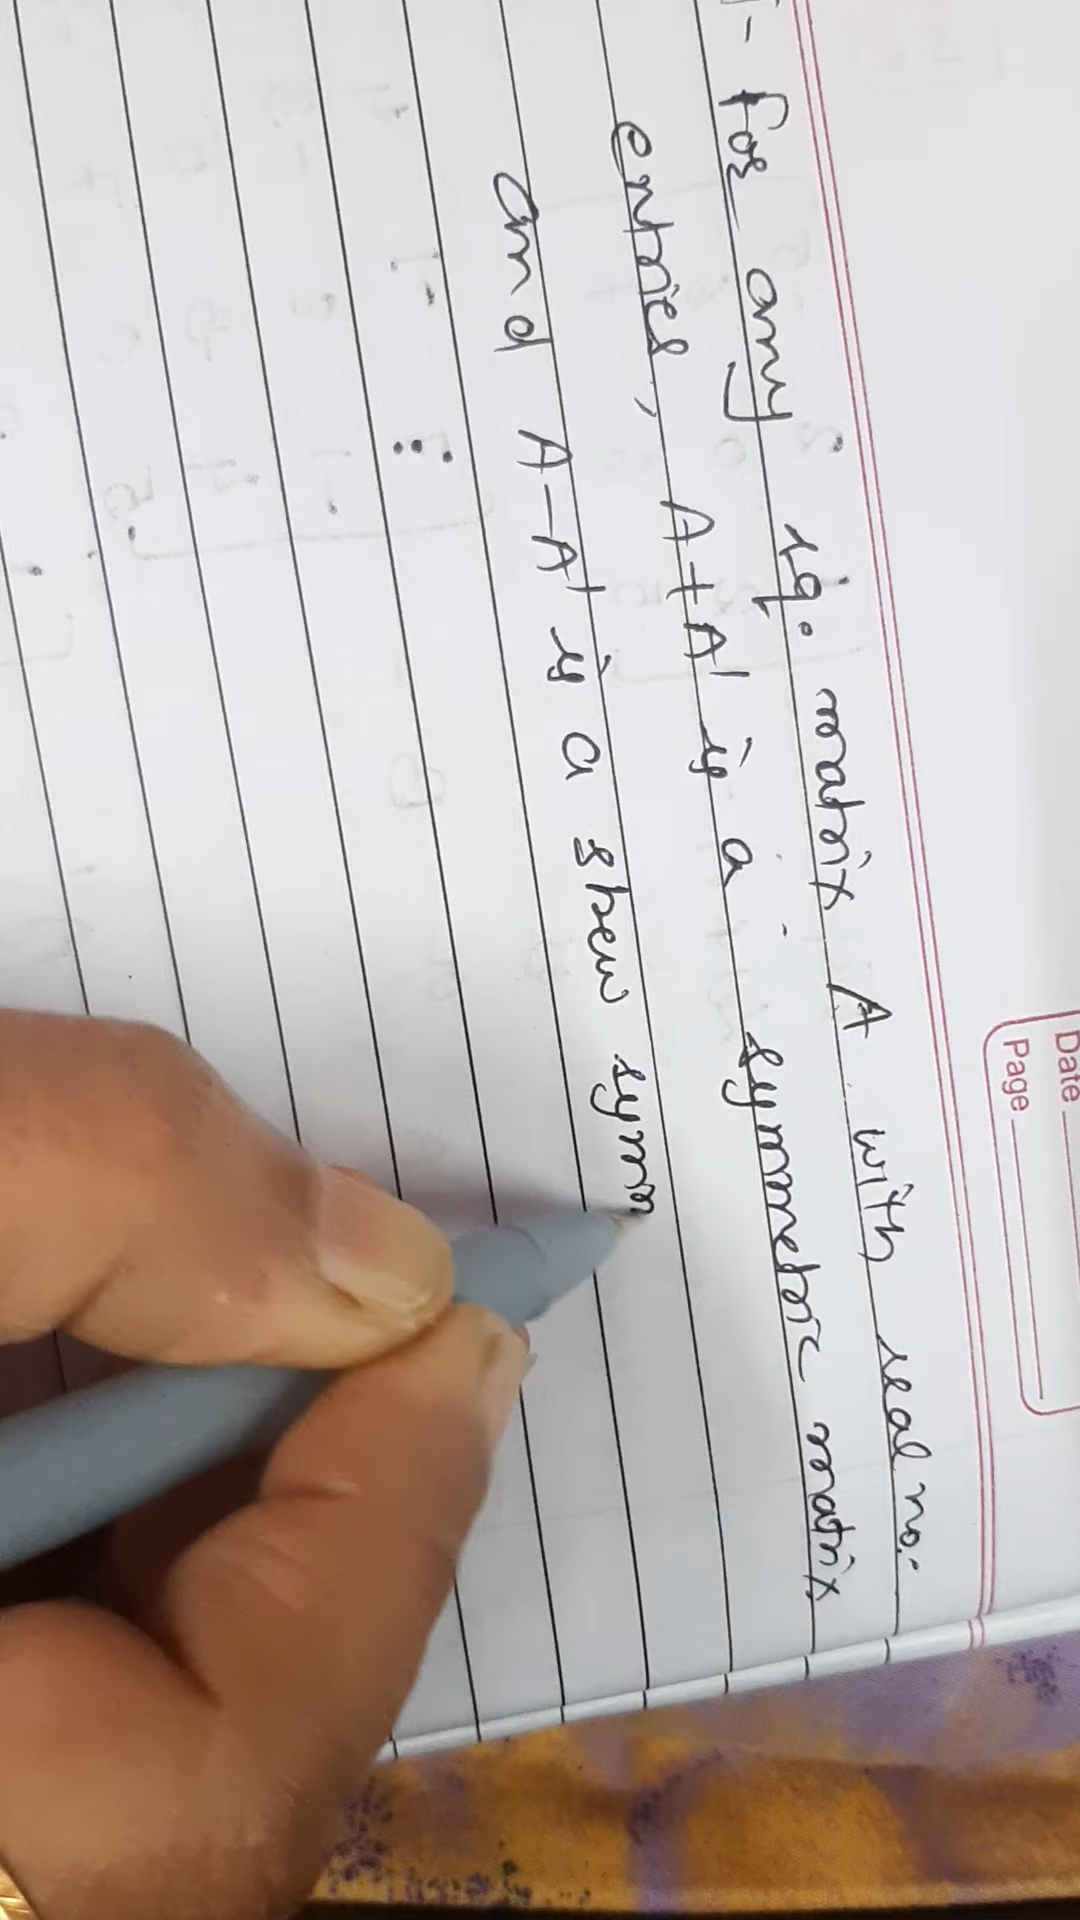 Date
Page
- for any sq. matrix A with real no.
entries, A+A' is a symmetric matrix
and A-A' is a skew symm